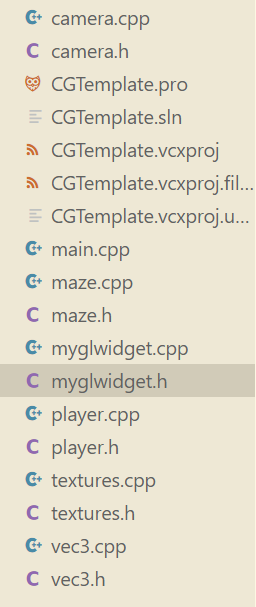 camera.cpp
camera.h
CGTemplate.pro
CGTemplate.sln
CGTemplate.vcxproj
CGTemplate.vcxproj.fil...
CGTemplate.vcxproj.u...
main.cpp
maze.cpp
maze.h
myglwidget.cpp
myglwidget.h
player.cpp
player.h
textures.cpp
textures.h
vec3.cpp
vec3.h